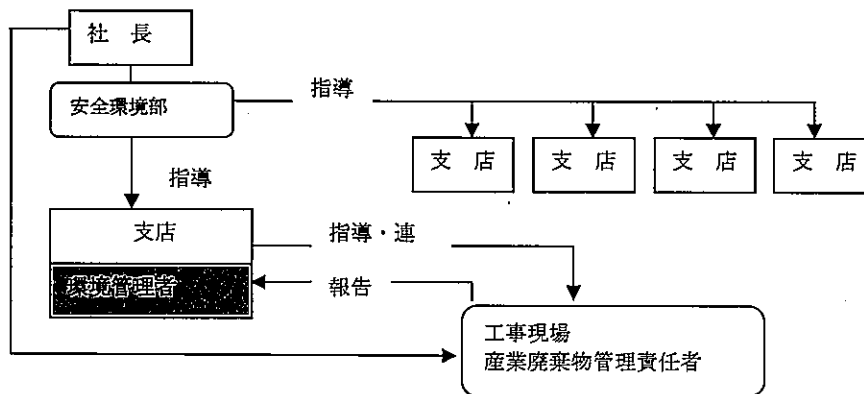 社 長
安全環境部
指導
支 店
支 店
支 店
支 店
指導
支店
指導・連
環境管理者
報告
工事現場
産業廃棄物管理責任者